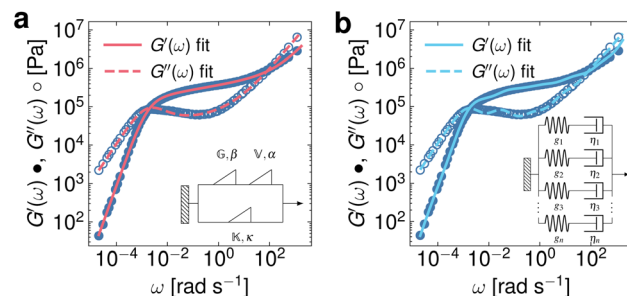 a
G′(ω) ●, G″(ω) ○ [Pa]
10⁷
10⁶
10⁵
10⁴
10³
10²
G′(ω) fit
G″(ω) fit
𝔾, β 𝕍, α
𝕂, κ
10⁻⁴ 10⁻² 10⁰ 10²
ω [rad s⁻¹]
b
G′(ω) ●, G″(ω) ○ [Pa]
10⁷
10⁶
10⁵
10⁴
10³
10²
G′(ω) fit
G″(ω) fit
g₁ η₁
g₂ η₂
g₃ η₃
gₙ ηₙ
10⁻⁴ 10⁻² 10⁰ 10²
ω [rad s⁻¹]